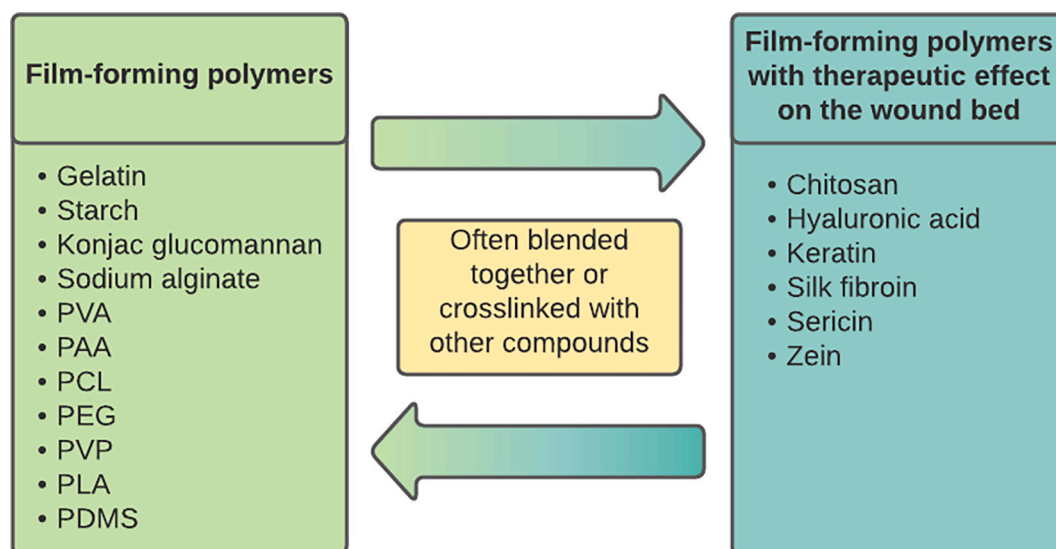 Film-forming polymers
• Gelatin
• Starch
• Konjac glucomannan
• Sodium alginate
• PVA
• PAA
• PCL
• PEG
• PVP
• PLA
• PDMS
Often blended
together or
crosslinked with
other compounds
Film-forming polymers
with therapeutic effect
on the wound bed
• Chitosan
• Hyaluronic acid
• Keratin
• Silk fibroin
• Sericin
• Zein